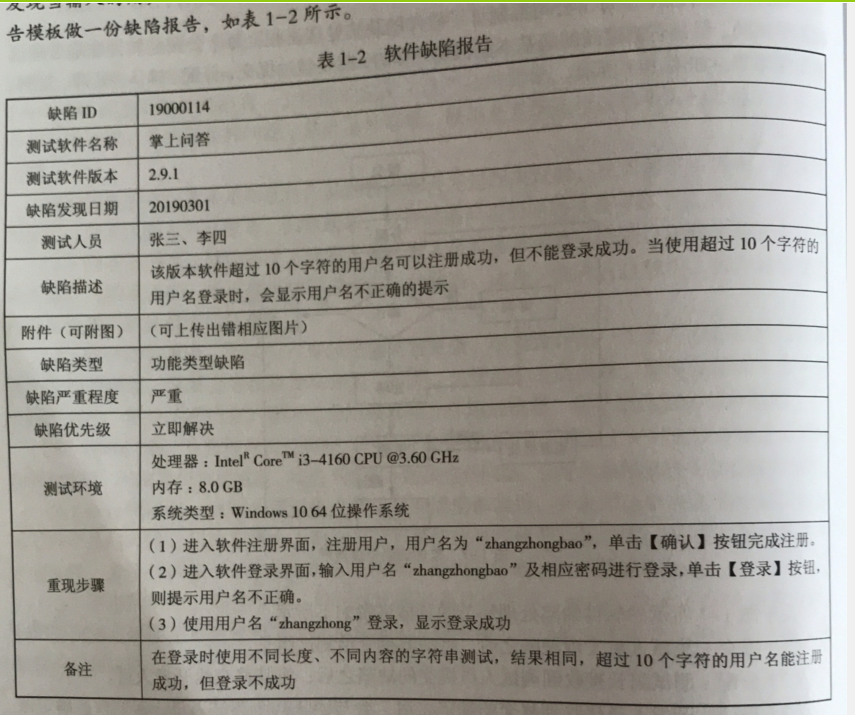 告模板做一份缺陷报告，如表 1-2 所示。
表 1-2 软件缺陷报告
缺陷 ID 19000114
测试软件名称 掌上问答
测试软件版本 2.9.1
缺陷发现日期 20190301
测试人员 张三、李四
缺陷描述 该版本软件超过 10 个字符的用户名可以注册成功，但不能登录成功。当使用超过 10 个字符的
用户名登录时，会显示用户名不正确的提示
附件（可附图） （可上传出错相应图片）
缺陷类型 功能类型缺陷
缺陷严重程度 严重
缺陷优先级 立即解决
测试环境 处理器：Intel® Core™ i3-4160 CPU @3.60 GHz
内存：8.0 GB
系统类型：Windows 10 64 位操作系统
重现步骤 （1）进入软件注册界面，注册用户，用户名为“zhangzhongbao”，单击【确认】按钮完成注册。
（2）进入软件登录界面，输入用户名“zhangzhongbao”及相应密码进行登录，单击【登录】按钮，
则提示用户名不正确。
（3）使用用户名“zhangzhong”登录，显示登录成功
备注 在登录时使用不同长度、不同内容的字符串测试，结果相同，超过 10 个字符的用户名能注册
成功，但登录不成功